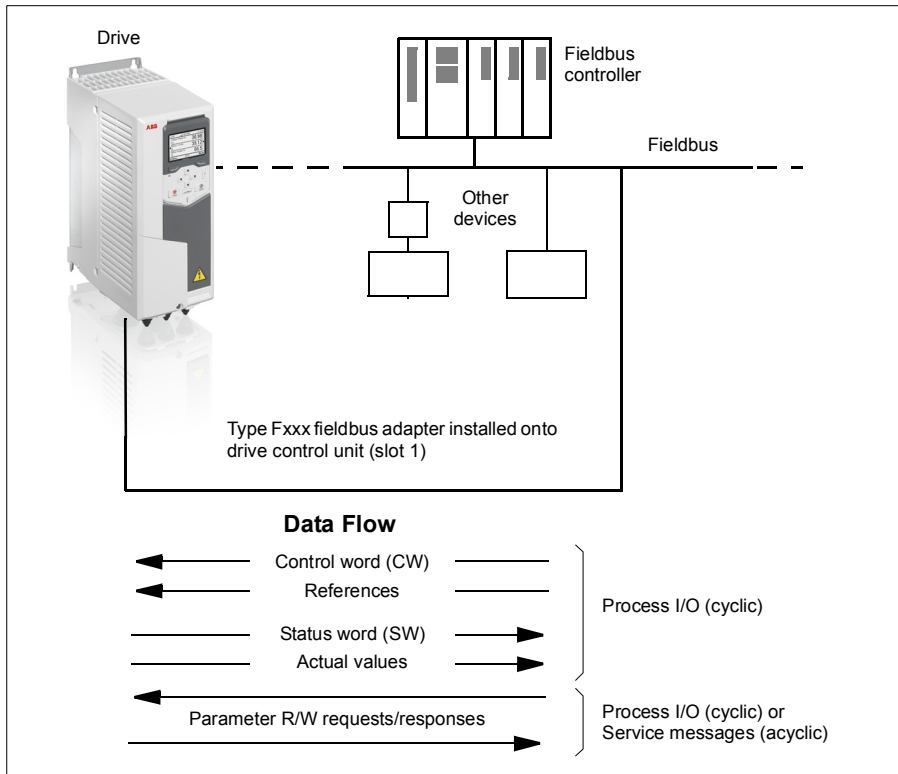 Drive
Fieldbus
controller
ABB
Fieldbus
Other
devices
Type Fxxx fieldbus adapter installed onto
drive control unit (slot 1)
Data Flow
Control word (CW)
References
Process I/O (cyclic)
Status word (SW)
Actual values
Parameter R/W requests/responses
Process I/O (cyclic) or
Service messages (acyclic)